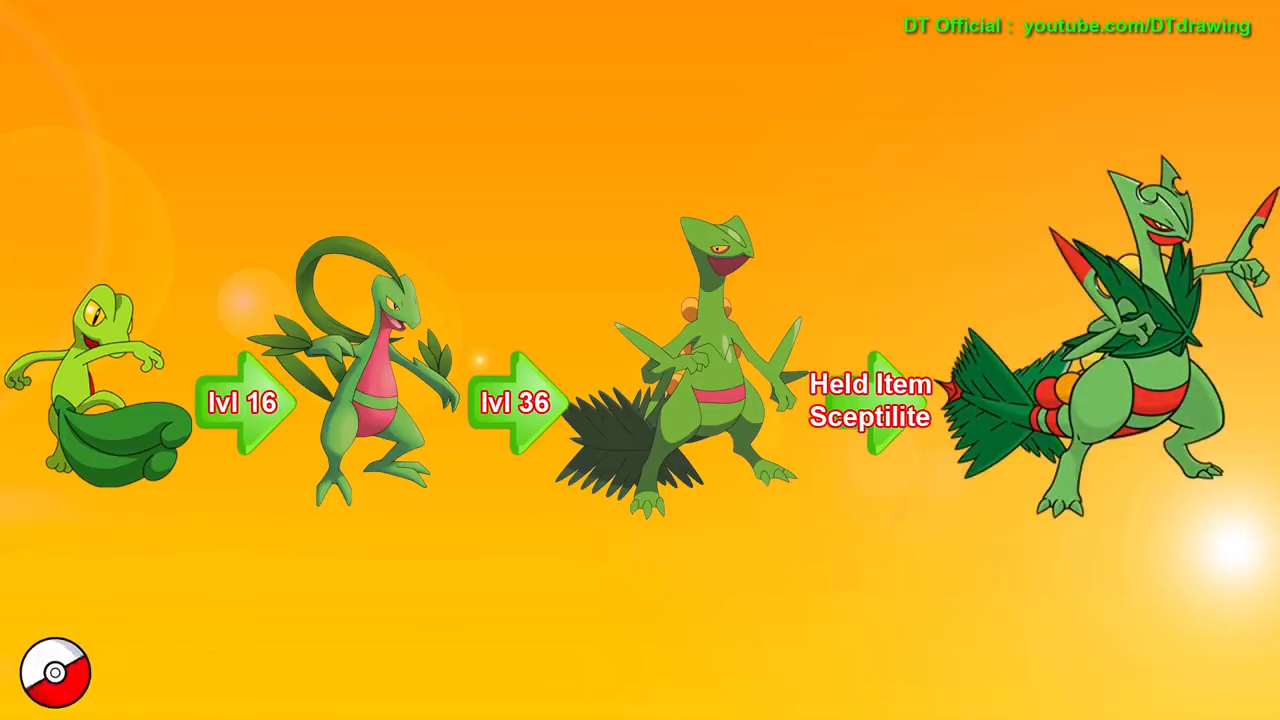 DT Official : youtube.com/DTdrawing
lvl 16
lvl 36
Held Item
Sceptilite